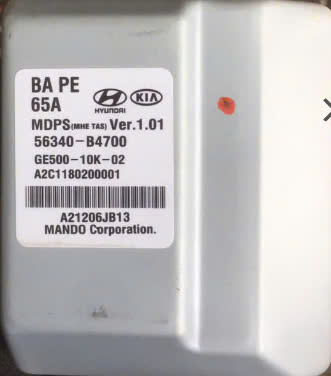 BA PE
65A
HYUNDAI KIA
MDPS(MHE TAS) Ver.1.01
56340-B4700
GE500-10K-02
A2C1180200001
A21206JB13
MANDO Corporation.